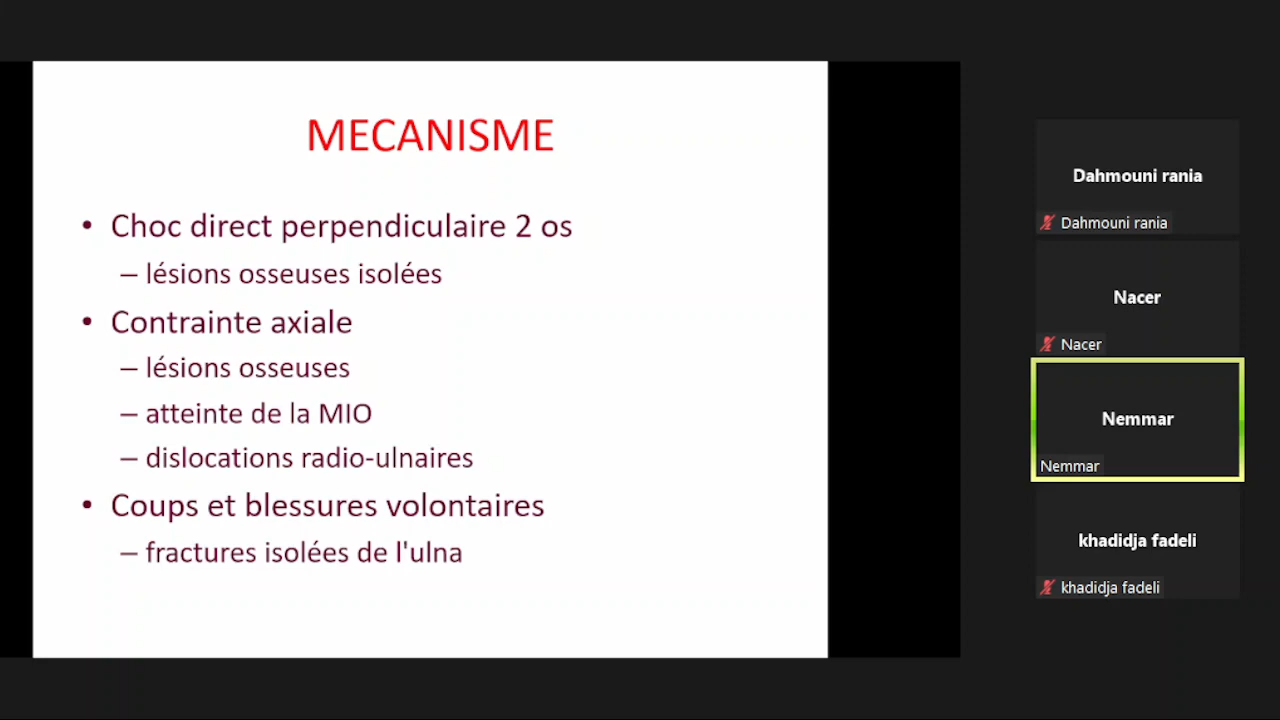 MECANISME
• Choc direct perpendiculaire 2 os
– lésions osseuses isolées
• Contrainte axiale
– lésions osseuses
– atteinte de la MIO
– dislocations radio-ulnaires
• Coups et blessures volontaires
– fractures isolées de l'ulna
Dahmouni rania
Dahmouni rania
Nacer
Nacer
Nemmar
Nemmar
khadidja fadeli
khadidja fadeli